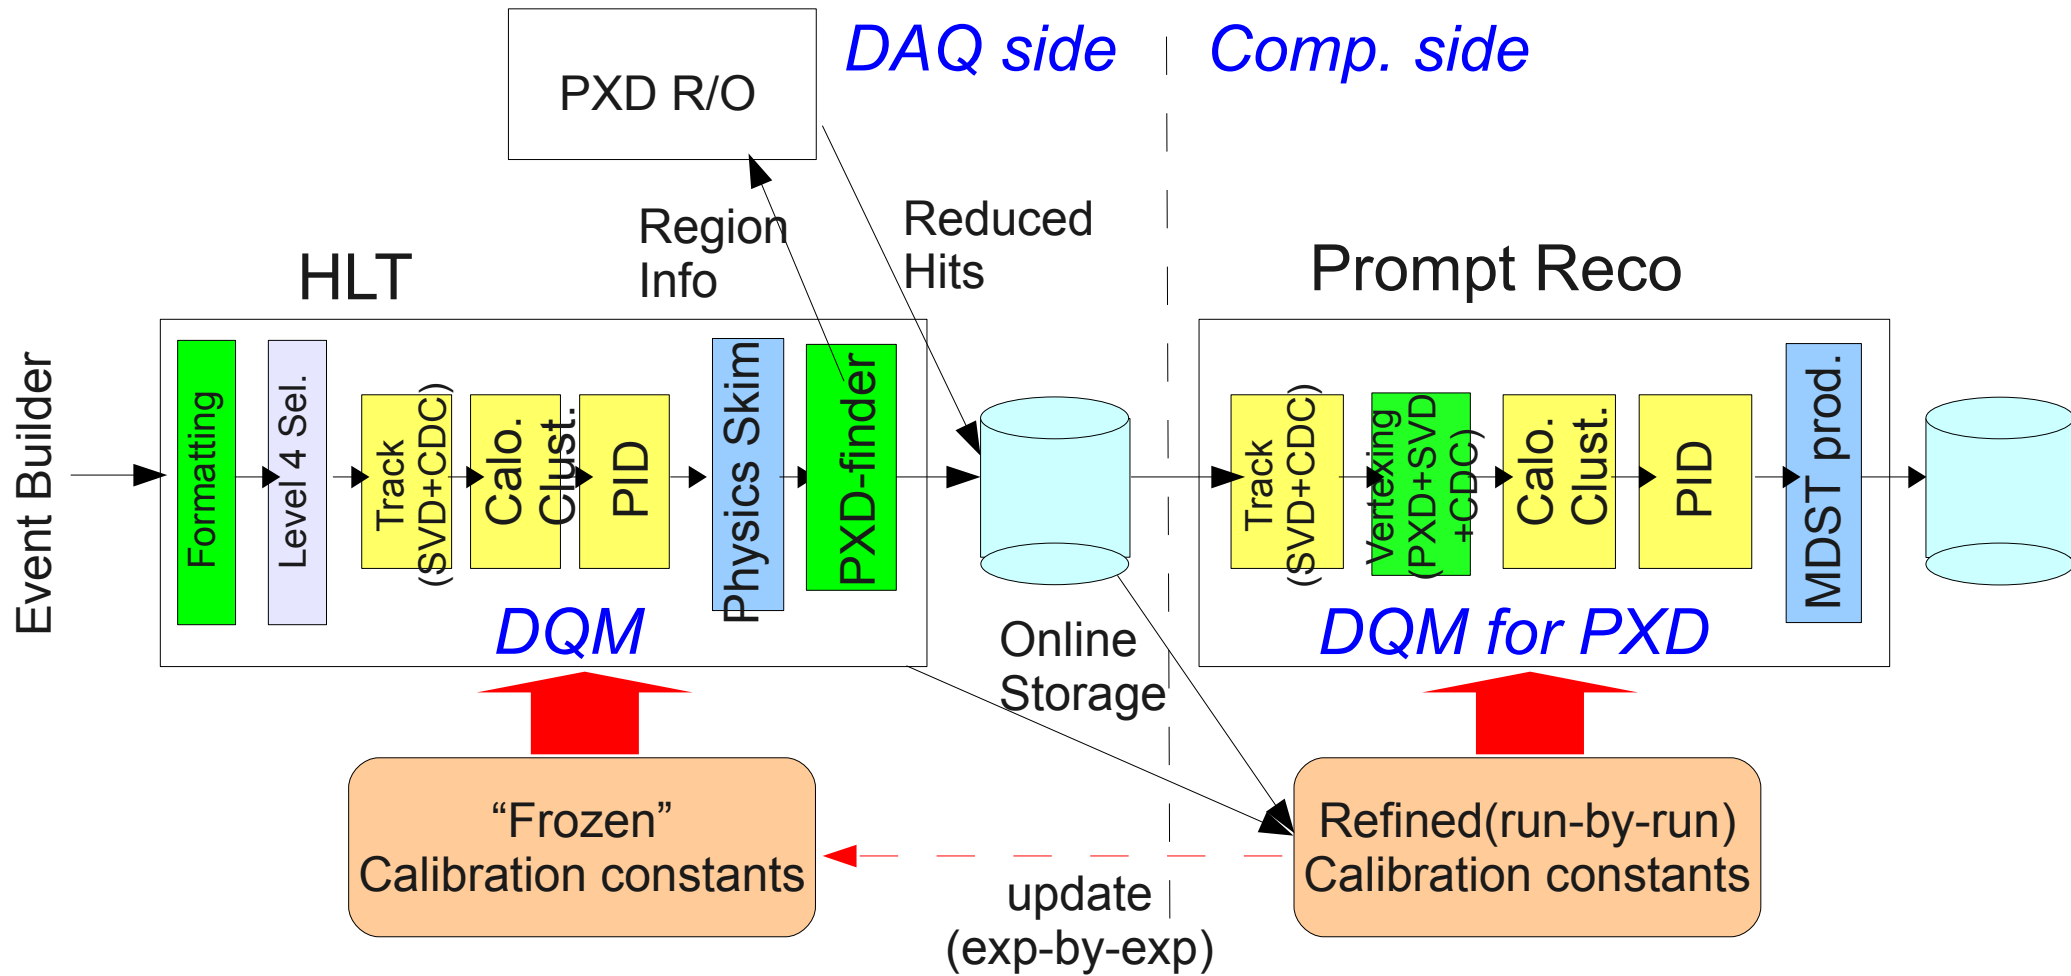 DAQ side
Comp. side
PXD R/O
Region
Info
Reduced
Hits
HLT
Prompt Reco
Event Builder
Formatting
Level 4 Sel.
Track
(SVD+CDC)
Calo.
Clust.
PID
Physics Skim
PXD-finder
DQM
Online
Storage
Track
(SVD+CDC)
Vertexing
(PXD+SVD
+CDC)
Calo.
Clust.
PID
MDST prod.
DQM for PXD
“Frozen”
Calibration constants
Refined(run-by-run)
Calibration constants
update
(exp-by-exp)